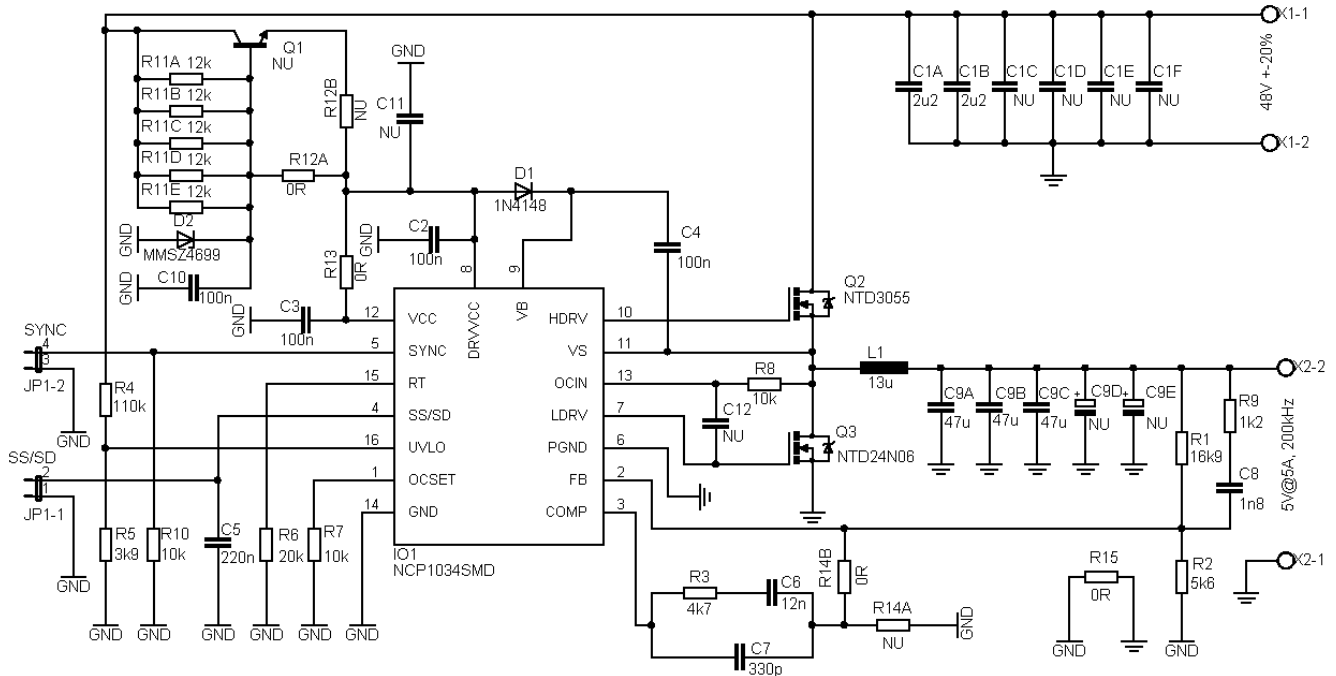 X1-1
48V +-20%
X1-2
Q1
NU
R11A 12k
R11B 12k
R11C 12k
R11D 12k
R11E 12k
D2
MMSZ4699
GND
C10
100n
GND
R12A
0R
R12B
NU
GND
C11
NU
C1A
2u2
C1B
2u2
C1C
NU
C1D
NU
C1E
NU
C1F
NU
D1
1N4148
C2
100n
GND
R13
0R
C3
100n
GND
C4
100n
8
9
DRVVCC
VB
12 VCC
5 SYNC
15 RT
4 SS/SD
16 UVLO
1 OCSET
14 GND
HDRV 10
VS 11
OCIN 13
LDRV 7
PGND 6
FB 2
COMP 3
IO1
NCP1034SMD
SYNC
4
3
JP1-2
GND
SS/SD
2
1
JP1-1
GND
R4
110k
R5
3k9
R10
10k
C5
220n
R6
20k
R7
10k
GND
GND
GND
GND
GND
GND
Q2
NTD3055
Q3
NTD24N06
R8
10k
C12
NU
L1
13u
C9A
47u
C9B
47u
C9C
47u
+
C9D
NU
+
C9E
NU
R1
16k9
R9
1k2
C8
1n8
X2-2
5V@5A, 200kHz
X2-1
R2
5k6
R15
0R
GND
GND
R3
4k7
C6
12n
C7
330p
R14B
0R
R14A
NU
GND